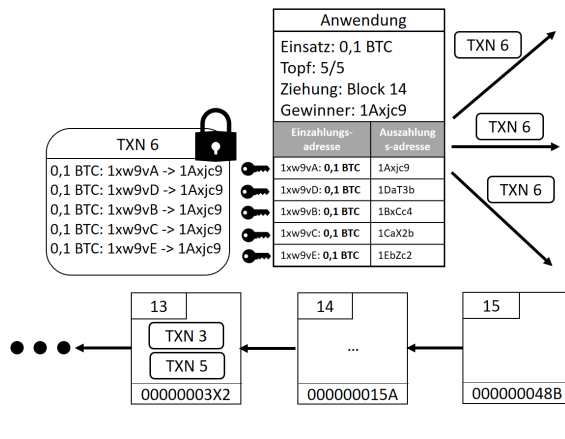 Anwendung
Einsatz: 0,1 BTC
Topf: 5/5
Ziehung: Block 14
Gewinner: 1Axjc9
Einzahlungs-
adresse
Auszahlung
s-adresse
1xw9vA: 0,1 BTC 1Axjc9
1xw9vD: 0,1 BTC 1DaT3b
1xw9vB: 0,1 BTC 1BxCc4
1xw9vC: 0,1 BTC 1CaX2b
1xw9vE: 0,1 BTC 1EbZc2
TXN 6
0,1 BTC: 1xw9vA -> 1Axjc9
0,1 BTC: 1xw9vD -> 1Axjc9
0,1 BTC: 1xw9vB -> 1Axjc9
0,1 BTC: 1xw9vC -> 1Axjc9
0,1 BTC: 1xw9vE -> 1Axjc9
TXN 6
TXN 6
TXN 6
13
TXN 3
TXN 5
00000003X2
14
...
000000015A
15
000000048B